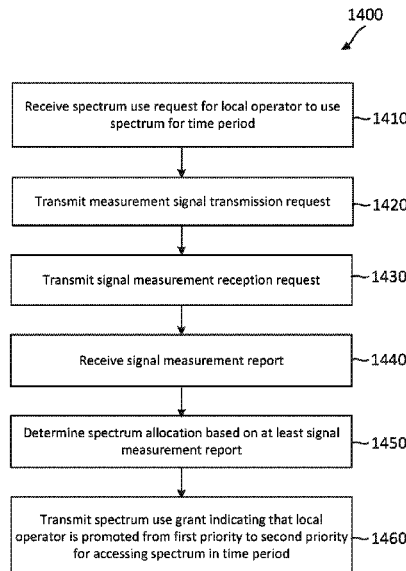 1400
Receive spectrum use request for local operator to use
spectrum for time period
1410
Transmit measurement signal transmission request
1420
Transmit signal measurement reception request
1430
Receive signal measurement report
1440
Determine spectrum allocation based on at least signal
measurement report
1450
Transmit spectrum use grant indicating that local
operator is promoted from first priority to second priority
for accessing spectrum in time period
1460